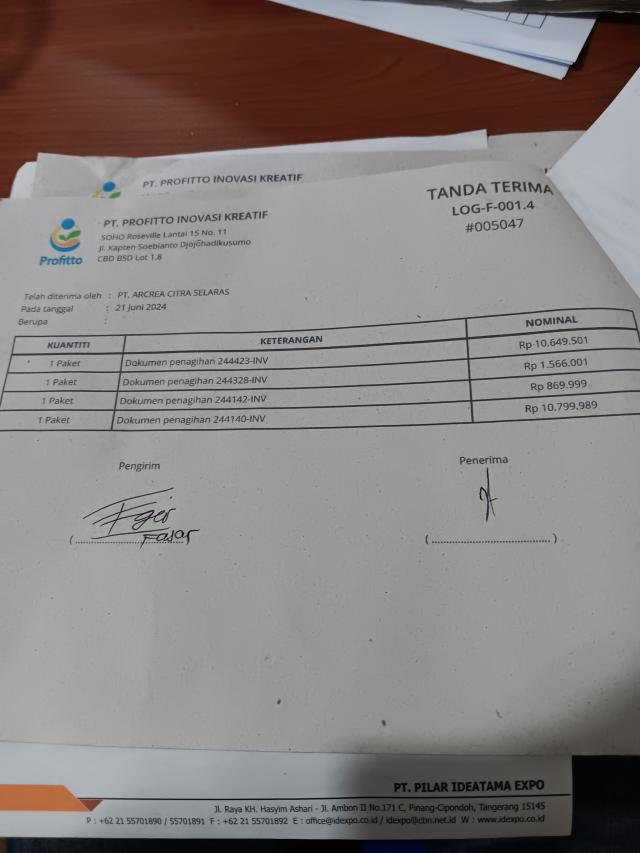 PT. PROFITTO INOVASI KREATIF
PT. PROFITTO INOVASI KREATIF
SOHO Roseville Lantai 15 No. 11
Jl. Kapten Soebianto Djojohadikusumo
CBD BSD Lot 1.8
Profitto
TANDA TERIMA
LOG-F-001.4
#005047
Telah diterima oleh : PT. ARCREA CITRA SELARAS
Pada tanggal : 21 Juni 2024
Berupa :
KUANTITI KETERANGAN NOMINAL
1 Paket Dokumen penagihan 244423-INV Rp 10.649.501
1 Paket Dokumen penagihan 244328-INV Rp 1.566.001
1 Paket Dokumen penagihan 244142-INV Rp 869.999
1 Paket Dokumen penagihan 244140-INV Rp 10.799.989
Pengirim Penerima
Fajar
(........................) (....................................)
PT. PILAR IDEATAMA EXPO
Jl. Raya KH. Hasyim Ashari - Jl. Ambon II No.171 C, Pinang-Cipondoh, Tangerang 15145
P : +62 21 55701890 / 55701891 F : +62 21 55701892 E : office@idexpo.co.id / idexpo@cbn.net.id W : www.idexpo.co.id